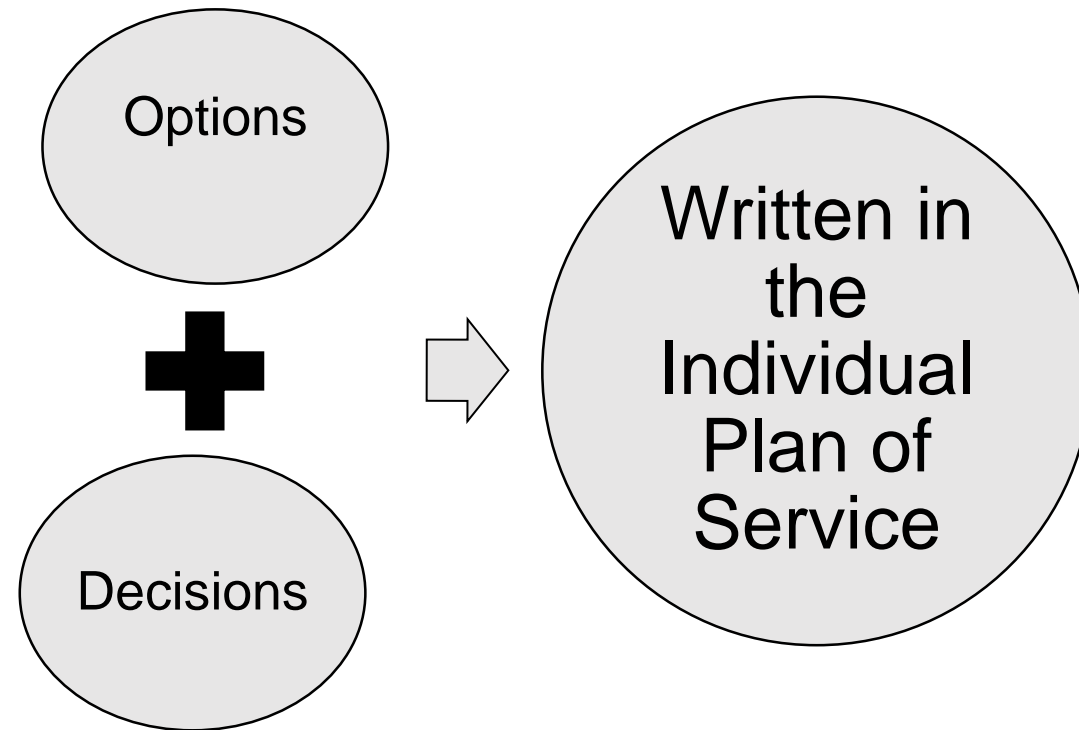 Options
Decisions
Written in
the
Individual
Plan of
Service